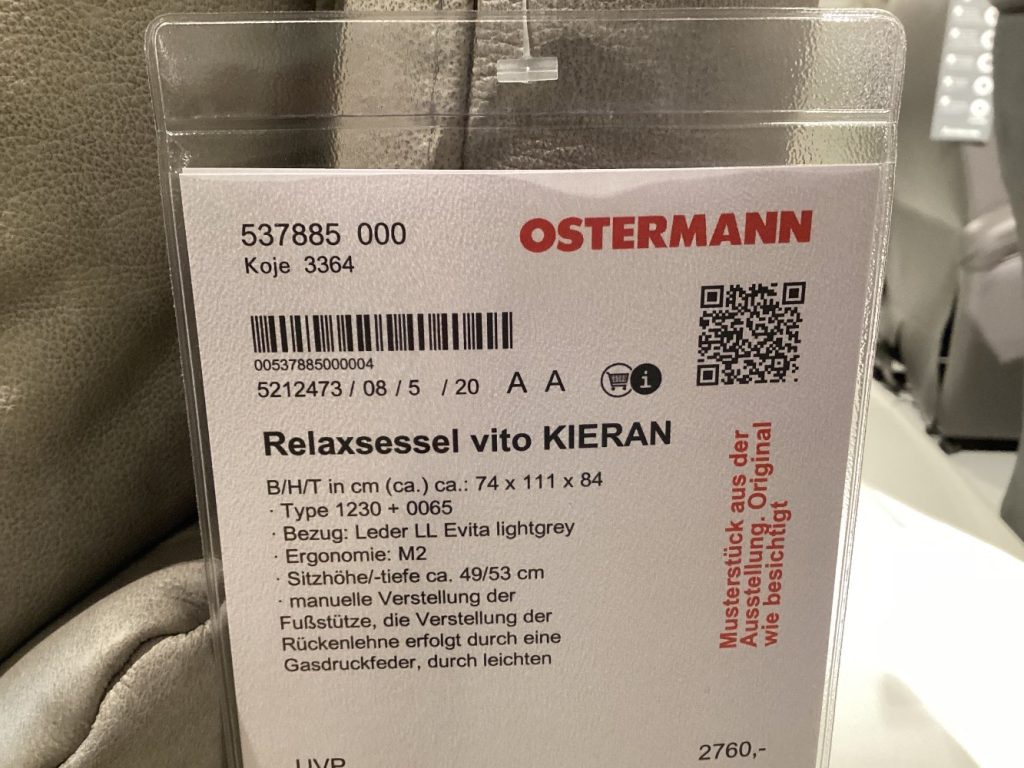 537885 000
Koje 3364
OSTERMANN
00537885000004
5212473 / 08 / 5 / 20 A A
i
Relaxsessel vito KIERAN
B/H/T in cm (ca.) ca.: 74 x 111 x 84
· Type 1230 + 0065
· Bezug: Leder LL Evita lightgrey
· Ergonomie: M2
· Sitzhöhe/-tiefe ca. 49/53 cm
· manuelle Verstellung der
Fußstütze, die Verstellung der
Rückenlehne erfolgt durch eine
Gasdruckfeder, durch leichten
Musterstück aus der
Ausstellung. Original
wie besichtigt
UVP
2760,-